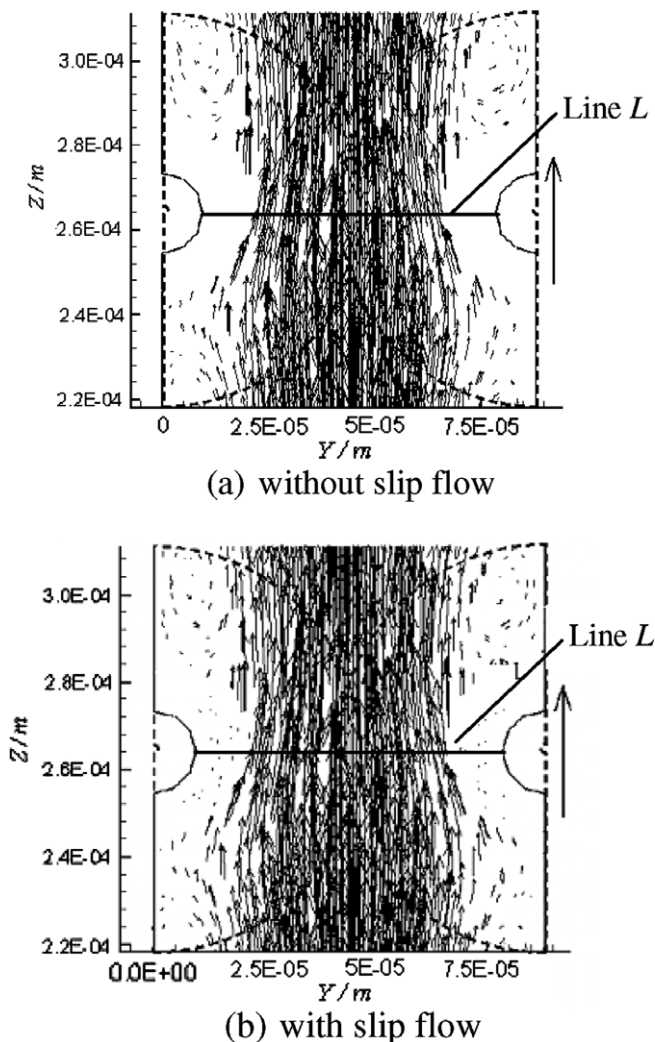 3.0E-04
Line L
2.8E-04
Z/m
2.6E-04
2.4E-04
2.2E-04
0 2.5E-05 5E-05 7.5E-05
Y/m
(a) without slip flow
3.0E-04
Line L
2.8E-04
Z/m
2.6E-04
2.4E-04
2.2E-04
0.0E+00 2.5E-05 5E-05 7.5E-05
Y/m
(b) with slip flow